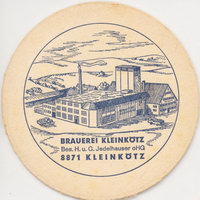 BRAUEREI KLEINKÖTZ
Bes. H. u. G. Jedelhauser oHG
8871 KLEINKÖTZ